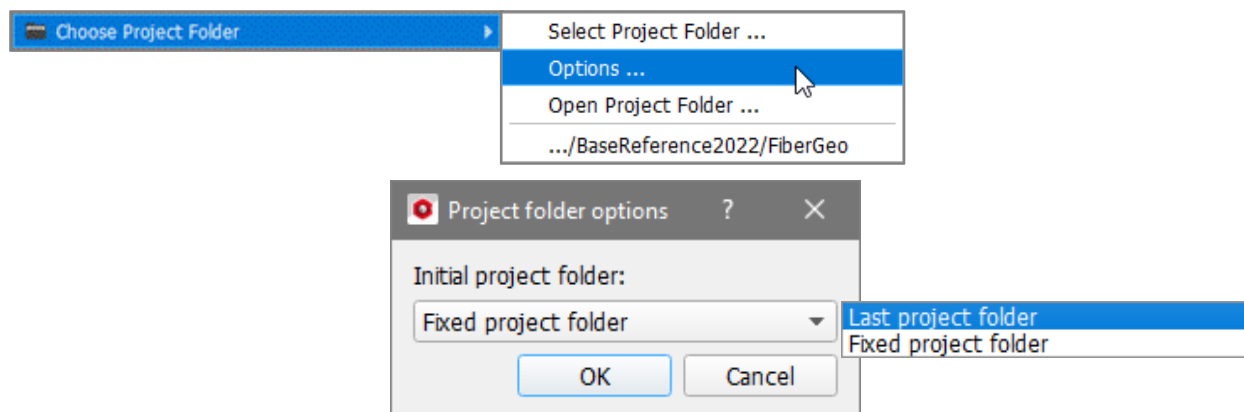 Choose Project Folder
Select Project Folder ...
Options ...
Open Project Folder ...
.../BaseReference2022/FiberGeo
Project folder options ?
Initial project folder:
Fixed project folder
Last project folder
Fixed project folder
OK Cancel